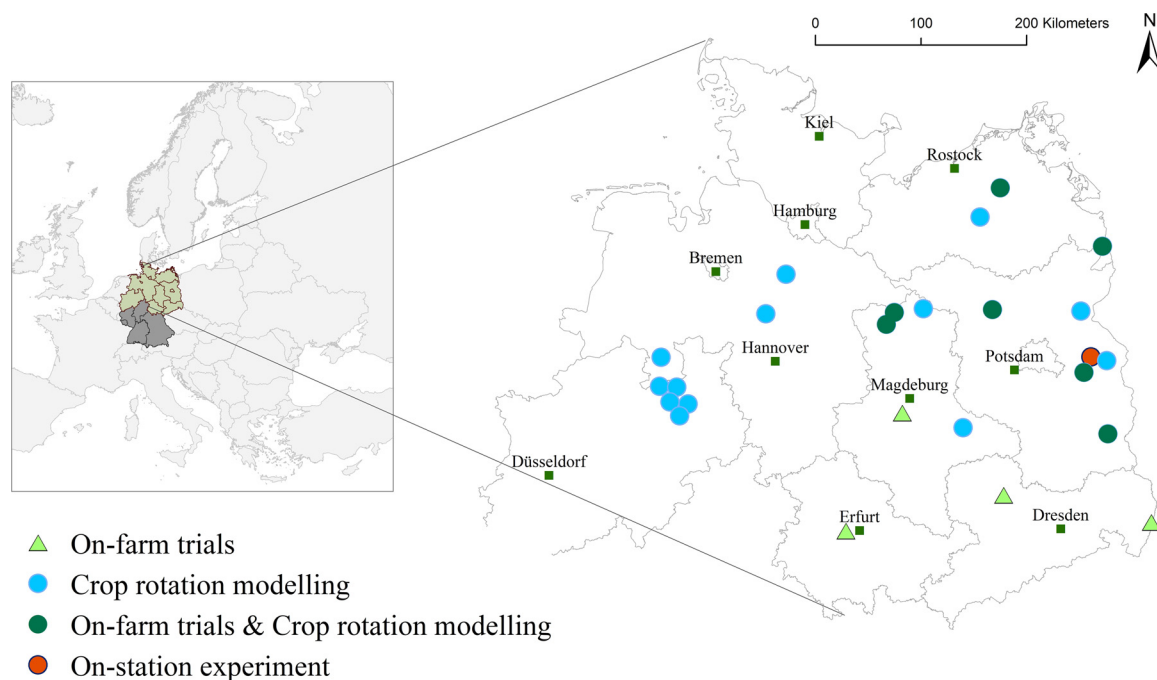 0 100 200 Kilometers
N
Kiel
Rostock
Hamburg
Bremen
Hannover
Potsdam
Magdeburg
Düsseldorf
Erfurt
Dresden
On-farm trials
Crop rotation modelling
On-farm trials & Crop rotation modelling
On-station experiment